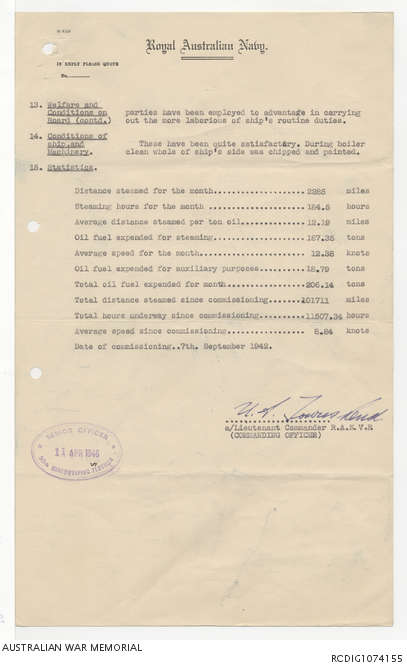 Royal Australian Navy.
IN REPLY PLEASE QUOTE
No.
13. Welfare and
Conditions on
Board (contd.)
parties have been employed to advantage in carrying
out the more laborious of ship's routine duties.
14. Conditions of
ship and
Machinery.
These have been quite satisfactory. During boiler
clean whole of ship's side was chipped and painted.
15. Statistics.
Distance steamed for the month.................2285 miles
Steaming hours for the month ..................184.5 hours
Average distance steamed per ton oil...........12.19 miles
Oil fuel expended for steaming.................187.35 tons
Average speed for the month....................12.38 knots
Oil fuel expended for auxiliary purposes.......18.79 tons
Total oil fuel expended for month..............206.14 tons
Total distance steamed since commissioning.....101711 miles
Total hours underway since commissioning.......11507.34 hours
Average speed since commissioning..............8.84 knots
Date of commissioning..7th. September 1942.
a/Lieutenant Commander R.A.N.V.R
(COMMANDING OFFICER)
SENIOR OFFICER
APR 1946
MINESWEEPING FLOTILLA
AUSTRALIAN WAR MEMORIAL
RCDIG1074155